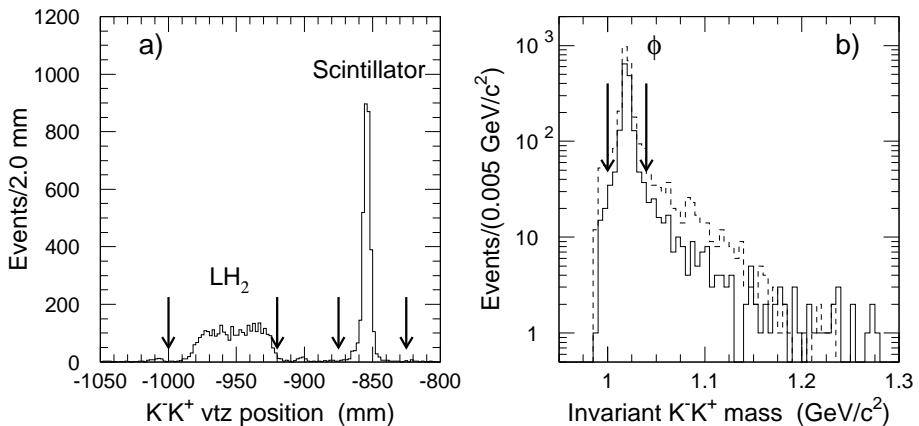 a)
Scintillator
LH₂
Events/2.0 mm
1200
1000
800
600
400
200
0
-1050 -1000 -950 -900 -850 -800
K⁻K⁺ vtz position (mm)
b)
ϕ
Events/(0.005 GeV/c²)
10³
10²
10
1
1 1.1 1.2 1.3
Invariant K⁻K⁺ mass (GeV/c²)